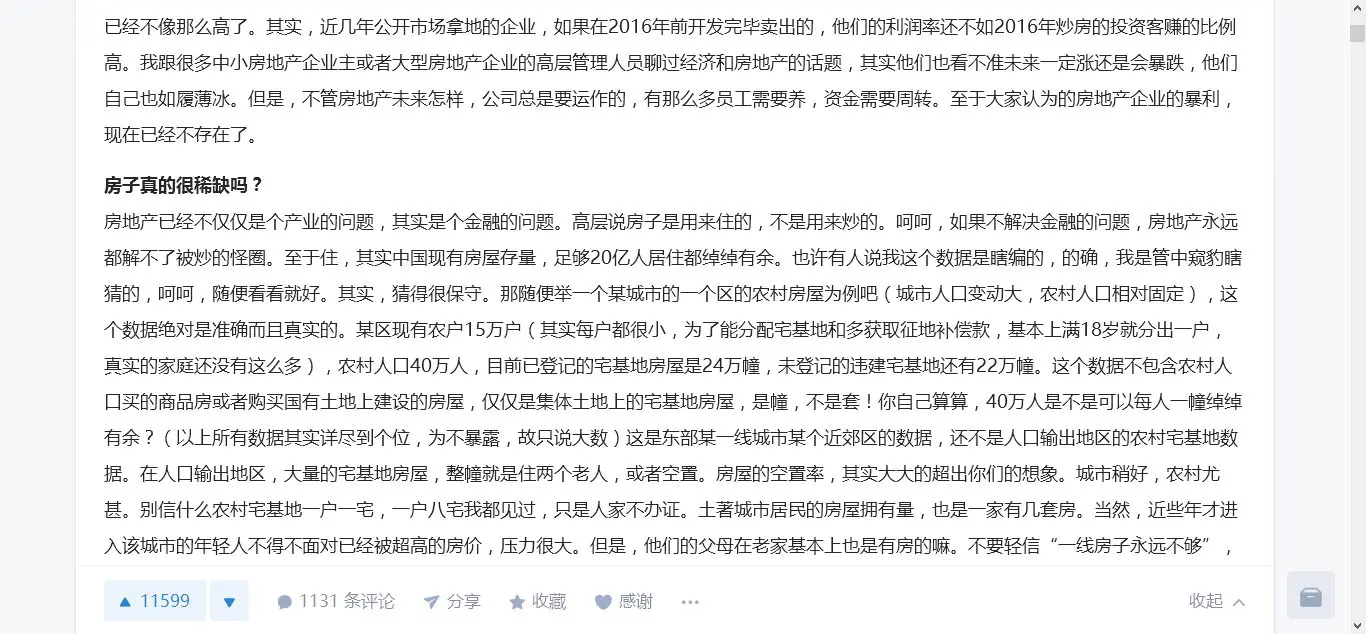 已经不像那么高了。其实，近几年公开市场拿地的企业，如果在2016年前开发完毕卖出的，他们的利润率还不如2016年炒房的投资客赚的比例
高。我跟很多中小房地产企业主或者大型房地产企业的高层管理人员聊过经济和房地产的话题，其实他们也看不准未来一定涨还是会暴跌，他们
自己也如履薄冰。但是，不管房地产未来怎样，公司总是要运作的，有那么多员工需要养，资金需要周转。至于大家认为的房地产企业的暴利，
现在已经不存在了。
房子真的很稀缺吗？
房地产已经不仅仅是个产业的问题，其实是个金融的问题。高层说房子是用来住的，不是用来炒的。呵呵，如果不解决金融的问题，房地产永远
都解不了被炒的怪圈。至于住，其实中国现有房屋存量，足够20亿人居住都绰绰有余。也许有人说我这个数据是瞎编的，的确，我是管中窥豹瞎
猜的，呵呵，随便看看就好。其实，猜得很保守。那随便举一个某城市的一个区的农村房屋为例吧（城市人口变动大，农村人口相对固定），这
个数据绝对是准确而且真实的。某区现有农户15万户（其实每户都很小，为了能分配宅基地和多获取征地补偿款，基本上满18岁就分出一户，
真实的家庭还没有这么多），农村人口40万人，目前已登记的宅基地房屋是24万幢，未登记的违建宅基地还有22万幢。这个数据不包含农村人
口买的商品房或者购买国有土地上建设的房屋，仅仅是集体土地上的宅基地房屋，是幢，不是套！你自己算算，40万人是不是可以每人一幢绰绰
有余？（以上所有数据其实详尽到个位，为不暴露，故只说大数）这是东部某一线城市某个近郊区的数据，还不是人口输出地区的农村宅基地数
据。在人口输出地区，大量的宅基地房屋，整幢就是住两个老人，或者空置。房屋的空置率，其实大大的超出你们的想象。城市稍好，农村尤
甚。别信什么农村宅基地一户一宅，一户八宅我都见过，只是人家不办证。土著城市居民的房屋拥有量，也是一家有几套房。当然，近些年才进
入该城市的年轻人不得不面对已经被超高的房价，压力很大。但是，他们的父母在老家基本上也是有房的嘛。不要轻信“一线房子永远不够”，
11599 1131 条评论 分享 收藏 感谢 收起